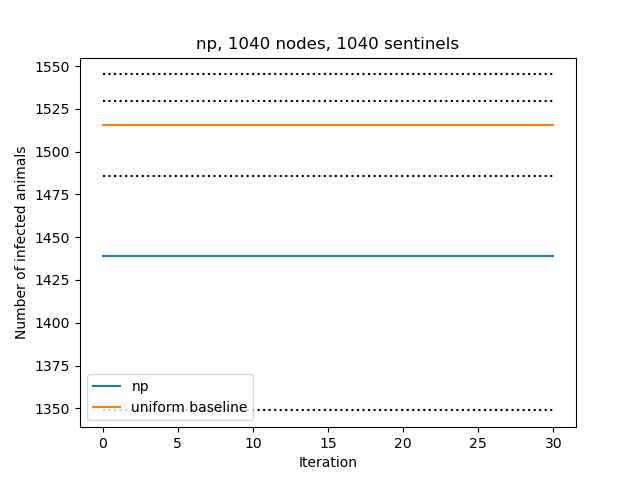 np, 1040 nodes, 1040 sentinels
Number of infected animals
1550
1525
1500
1475
1450
1425
1400
1375
1350
np
uniform baseline
0 5 10 15 20 25 30
Iteration